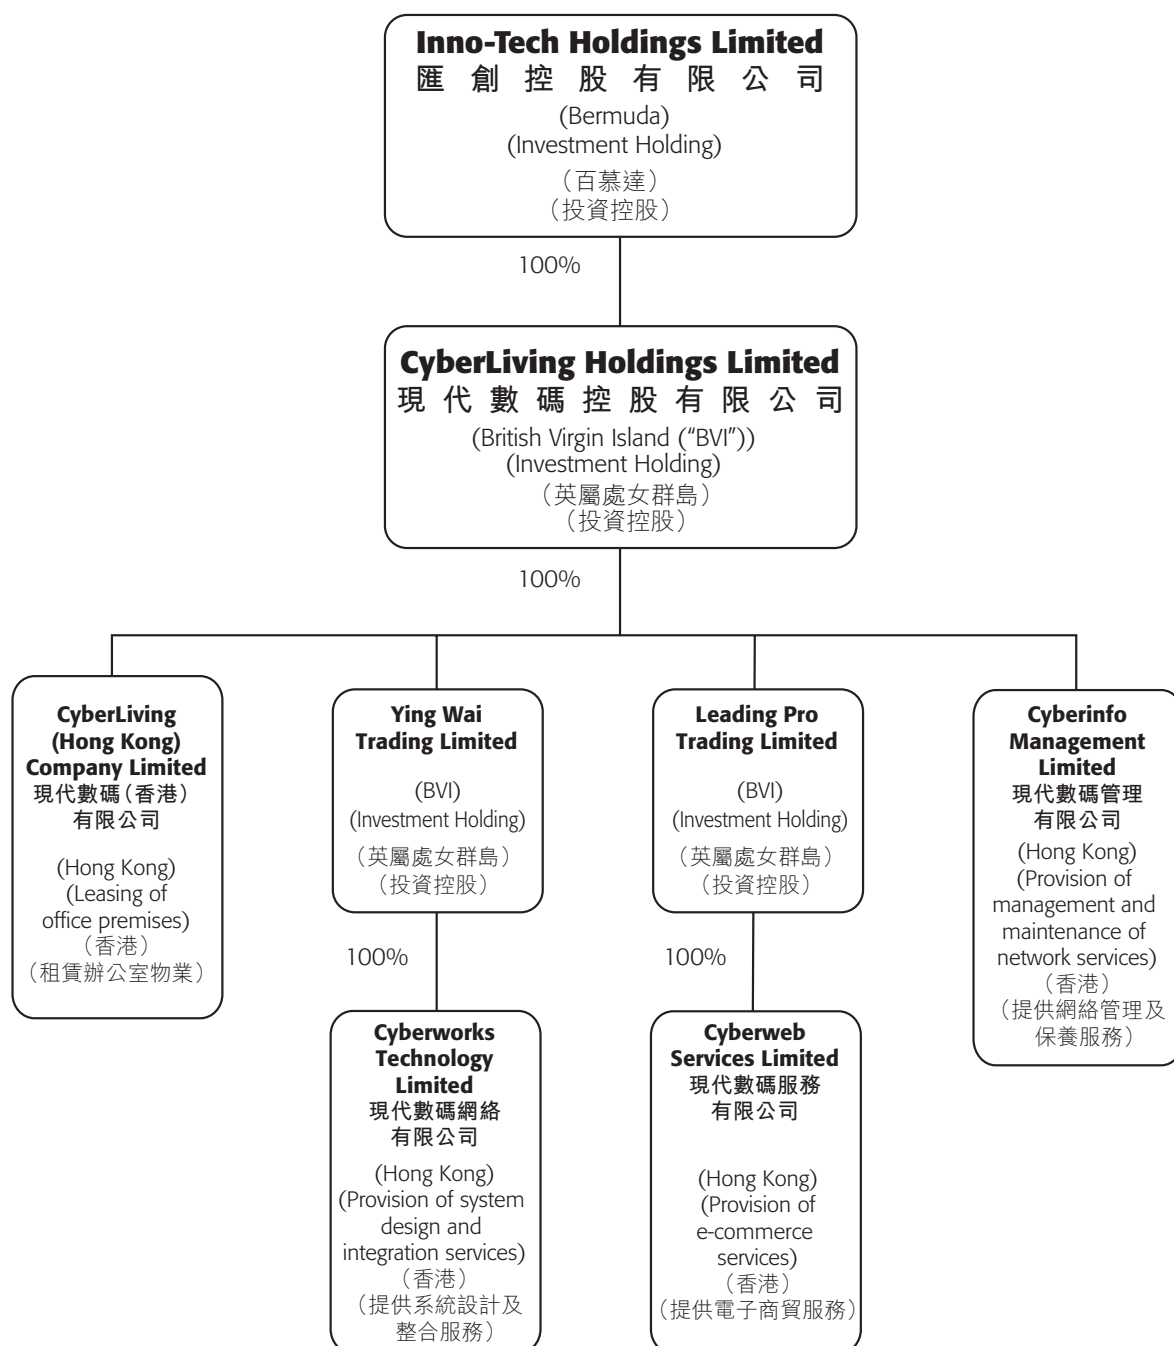 Inno-Tech Holdings Limited
匯創控股有限公司
(Bermuda)
(Investment Holding)
（百慕達）
（投資控股）
100%
CyberLiving Holdings Limited
現代數碼控股有限公司
(British Virgin Island (“BVI”))
(Investment Holding)
（英屬處女群島）
（投資控股）
100%
CyberLiving
(Hong Kong)
Company Limited
現代數碼（香港）
有限公司
(Hong Kong)
(Leasing of
office premises)
（香港）
（租賃辦公室物業）
Ying Wai
Trading Limited
(BVI)
(Investment Holding)
（英屬處女群島）
（投資控股）
Leading Pro
Trading Limited
(BVI)
(Investment Holding)
（英屬處女群島）
（投資控股）
Cyberinfo
Management
Limited
現代數碼管理
有限公司
(Hong Kong)
(Provision of
management and
maintenance of
network services)
（香港）
（提供網絡管理及
保養服務）
100%
100%
Cyberworks
Technology
Limited
現代數碼網絡
有限公司
(Hong Kong)
(Provision of system
design and
integration services)
（香港）
（提供系統設計及
整合服務）
Cyberweb
Services Limited
現代數碼服務
有限公司
(Hong Kong)
(Provision of
e-commerce
services)
（香港）
（提供電子商貿服務）